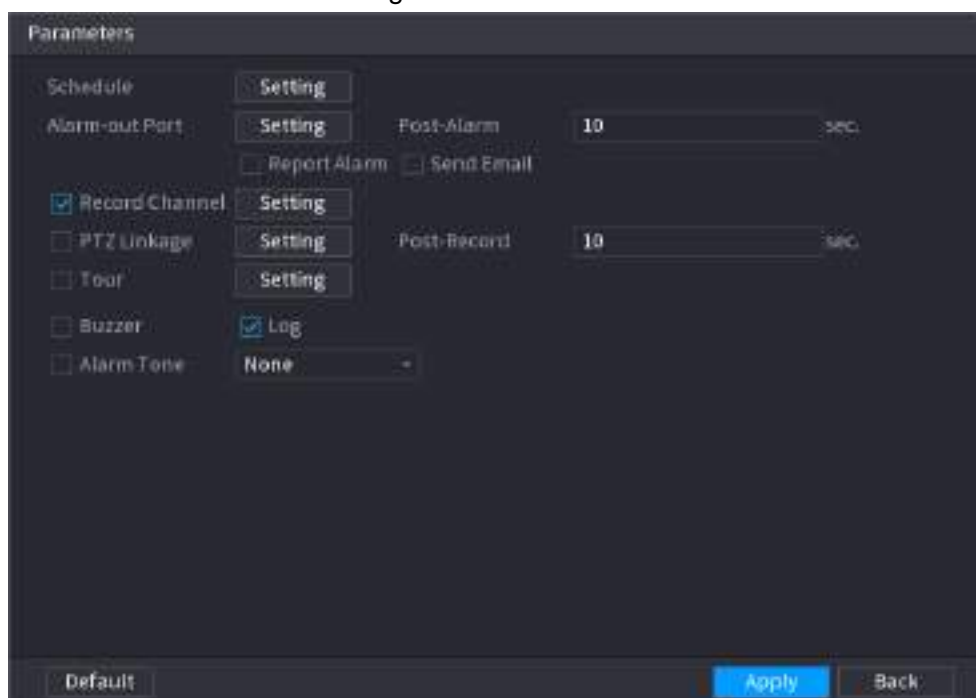 Parameters
Schedule Setting
Alarm-out Port Setting Post-Alarm 10 sec.
Report Alarm Send Email
Record Channel Setting
PTZ Linkage Setting Post-Record 10 sec.
Tour Setting
Buzzer Log
Alarm Tone None
Default Apply Back